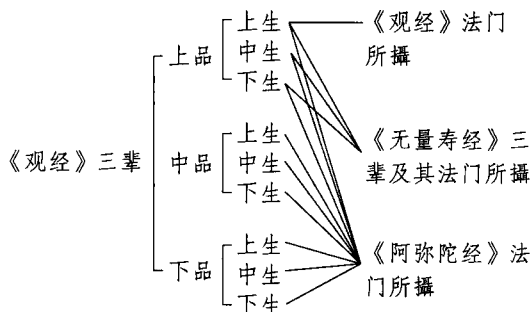 《观经》三辈
上品
上生
中生
下生
中品
上生
中生
下生
下品
上生
中生
下生
《观经》法门
所摄
《无量寿经》三
辈及其法门所摄
《阿弥陀经》法
门所摄